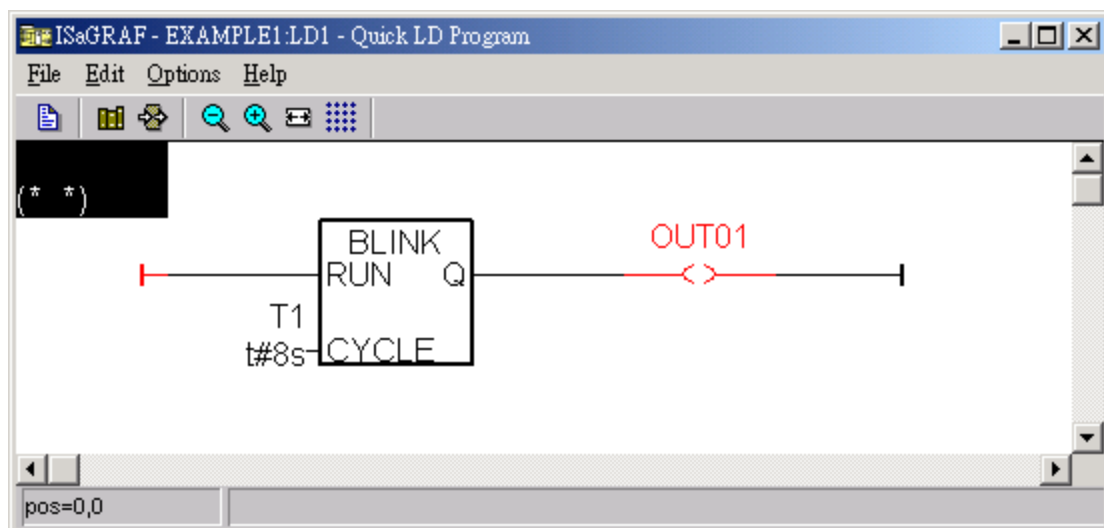 ISaGRAF - EXAMPLE1:LD1 - Quick LD Program
File Edit Options Help
(* *)
BLINK
OUT01
RUN Q
T1
t#8s
CYCLE
pos=0,0